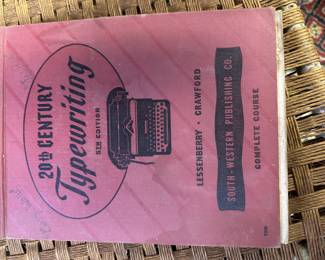 20th CENTURY
Typewriting
5TH EDITION
LESSENBERRY • CRAWFORD
SOUTH-WESTERN PUBLISHING CO.
COMPLETE COURSE